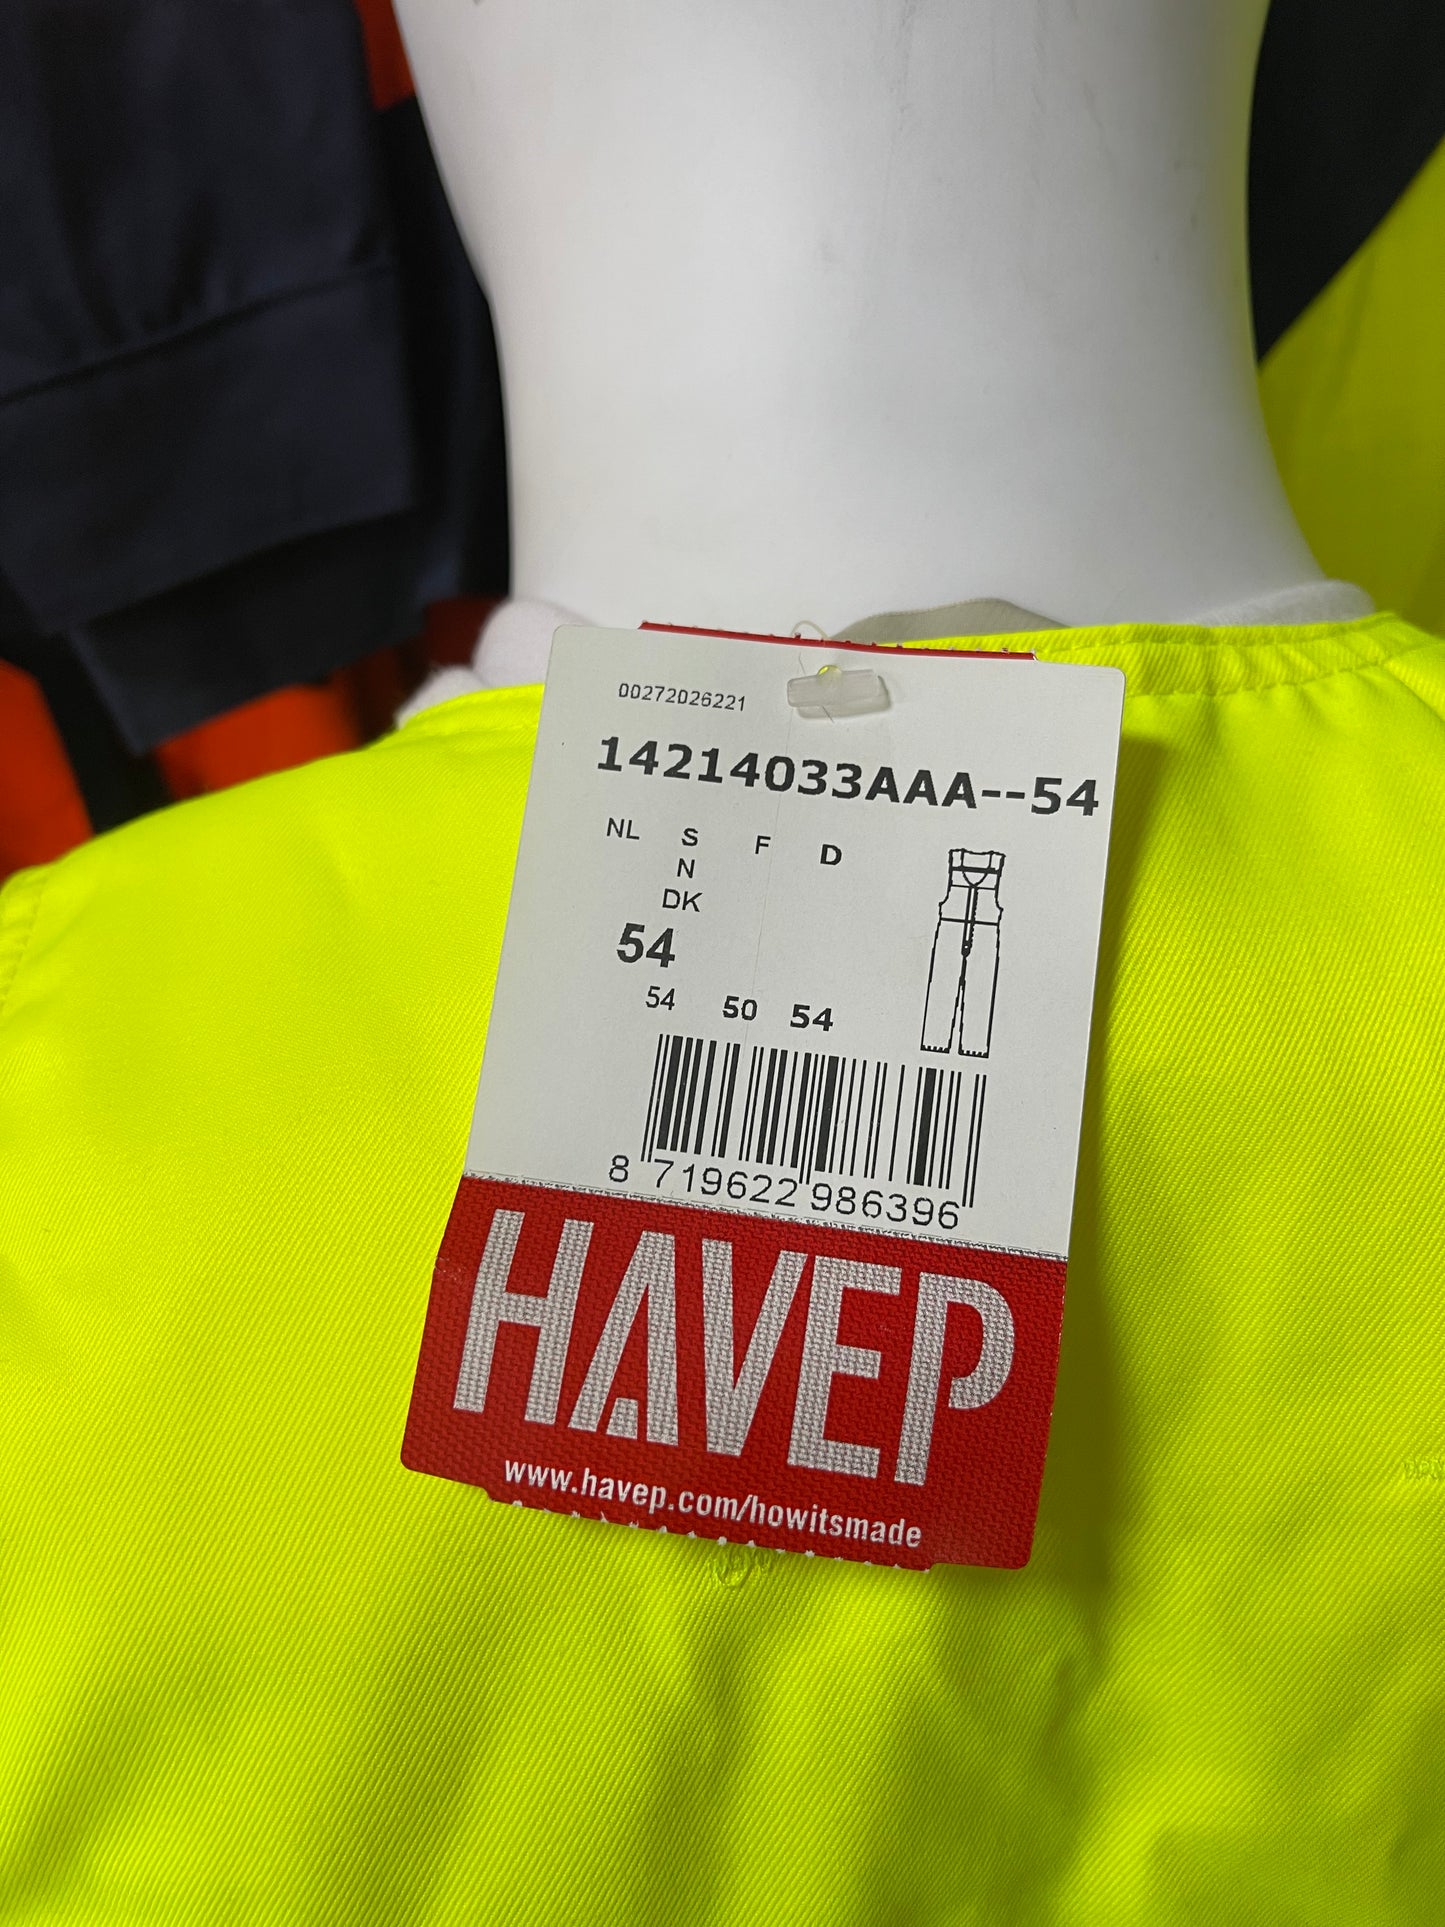 00272026221
14214033AAA--54
NL S F D
N
DK
54
54 50 54
8 719622 986396
HAVEP
www.havep.com/howitsmade